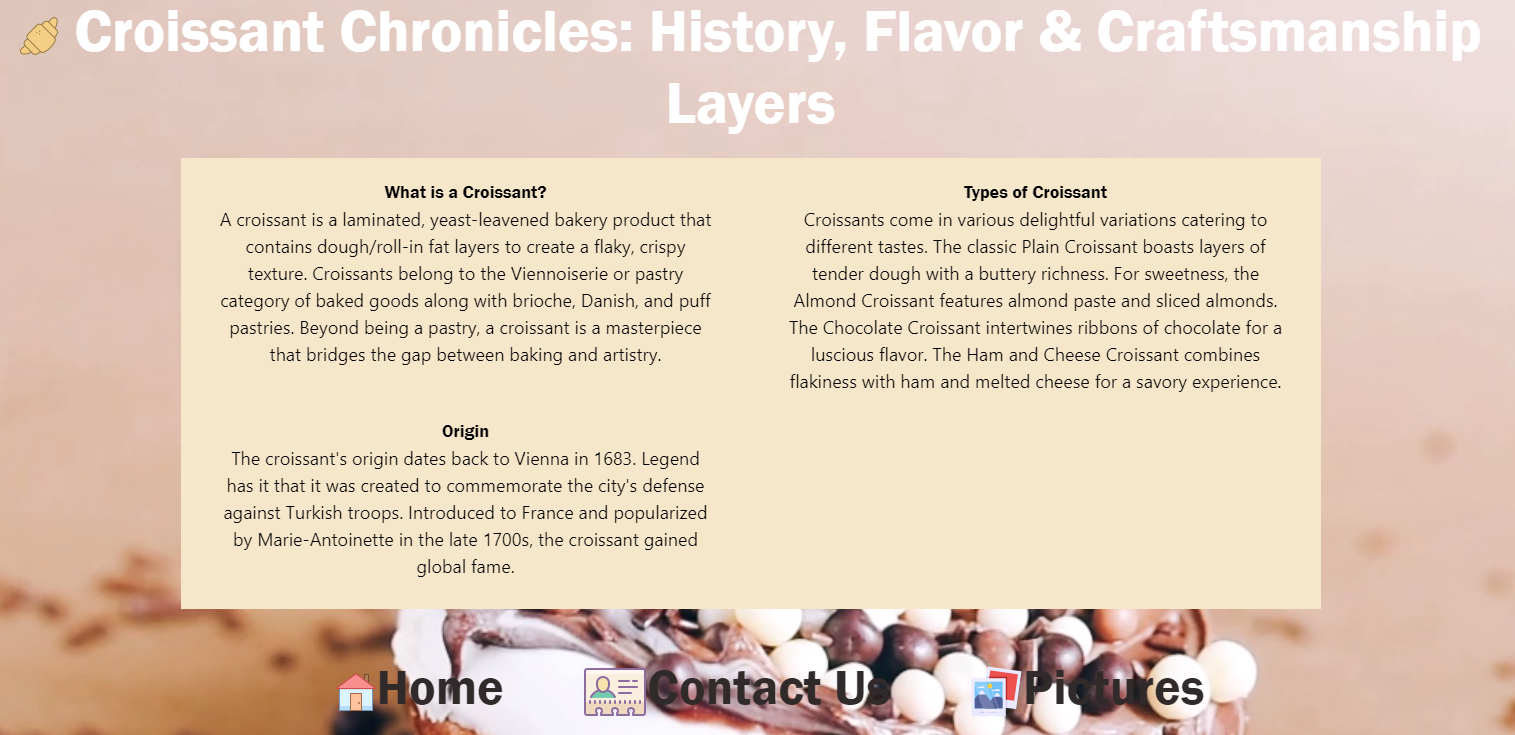 Croissant Chronicles: History, Flavor & Craftsmanship
Layers
What is a Croissant?
A croissant is a laminated, yeast-leavened bakery product that
contains dough/roll-in fat layers to create a flaky, crispy
texture. Croissants belong to the Viennoiserie or pastry
category of baked goods along with brioche, Danish, and puff
pastries. Beyond being a pastry, a croissant is a masterpiece
that bridges the gap between baking and artistry.
Types of Croissant
Croissants come in various delightful variations catering to
different tastes. The classic Plain Croissant boasts layers of
tender dough with a buttery richness. For sweetness, the
Almond Croissant features almond paste and sliced almonds.
The Chocolate Croissant intertwines ribbons of chocolate for a
luscious flavor. The Ham and Cheese Croissant combines
flakiness with ham and melted cheese for a savory experience.
Origin
The croissant's origin dates back to Vienna in 1683. Legend
has it that it was created to commemorate the city's defense
against Turkish troops. Introduced to France and popularized
by Marie-Antoinette in the late 1700s, the croissant gained
global fame.
Home Contact Us Pictures